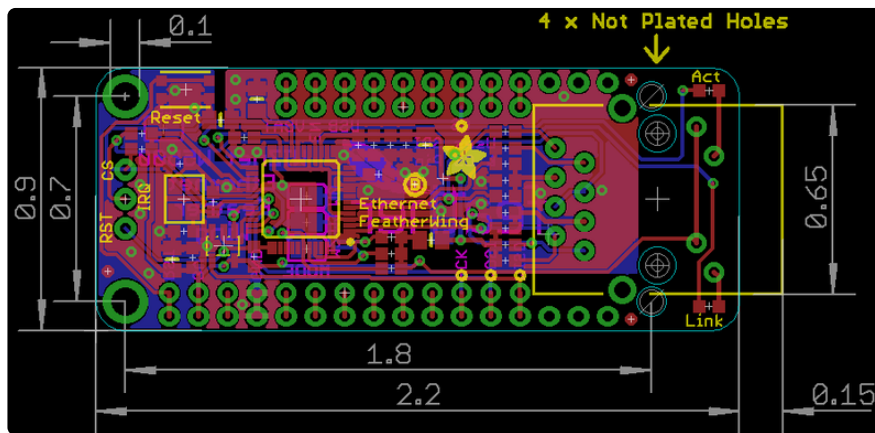 4 x Not Plated Holes
0.1
Act
Reset
CS
IRQ
RST
0.9
0.7
0.65
Ethernet
FeatherWing
Link
1.8
2.2
0.15